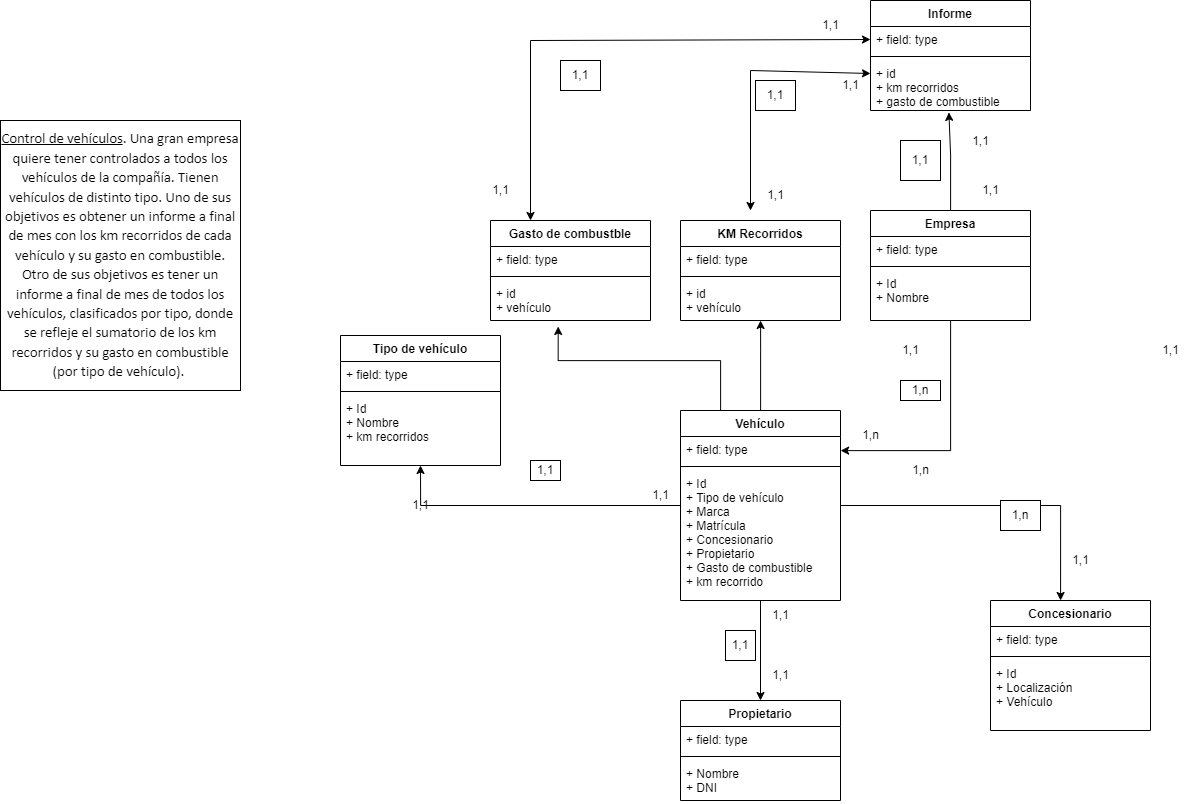 Control de vehículos. Una gran empresa
quiere tener controlados a todos los
vehículos de la compañía. Tienen
vehículos de distinto tipo. Uno de sus
objetivos es obtener un informe a final
de mes con los km recorridos de cada
vehículo y su gasto en combustible.
Otro de sus objetivos es tener un
informe a final de mes de todos los
vehículos, clasificados por tipo, donde
se refleje el sumatorio de los km
recorridos y su gasto en combustible
(por tipo de vehículo).
Informe
+ field: type
+ id
+ km recorridos
+ gasto de combustible
1,1
1,1
1,1
1,1
1,1
1,1
1,1
1,1
1,1
Gasto de combustble
+ field: type
+ id
+ vehículo
KM Recorridos
+ field: type
+ id
+ vehículo
Empresa
+ field: type
+ Id
+ Nombre
1,1
1,1
1,n
1,n
1,n
Tipo de vehículo
+ field: type
+ Id
+ Nombre
+ km recorridos
1,1
1,1
1,1
Vehículo
+ field: type
+ Id
+ Tipo de vehículo
+ Marca
+ Matrícula
+ Concesionario
+ Propietario
+ Gasto de combustible
+ km recorrido
1,n
1,1
Concesionario
+ field: type
+ Id
+ Localización
+ Vehículo
1,1
1,1
1,1
Propietario
+ field: type
+ Nombre
+ DNI